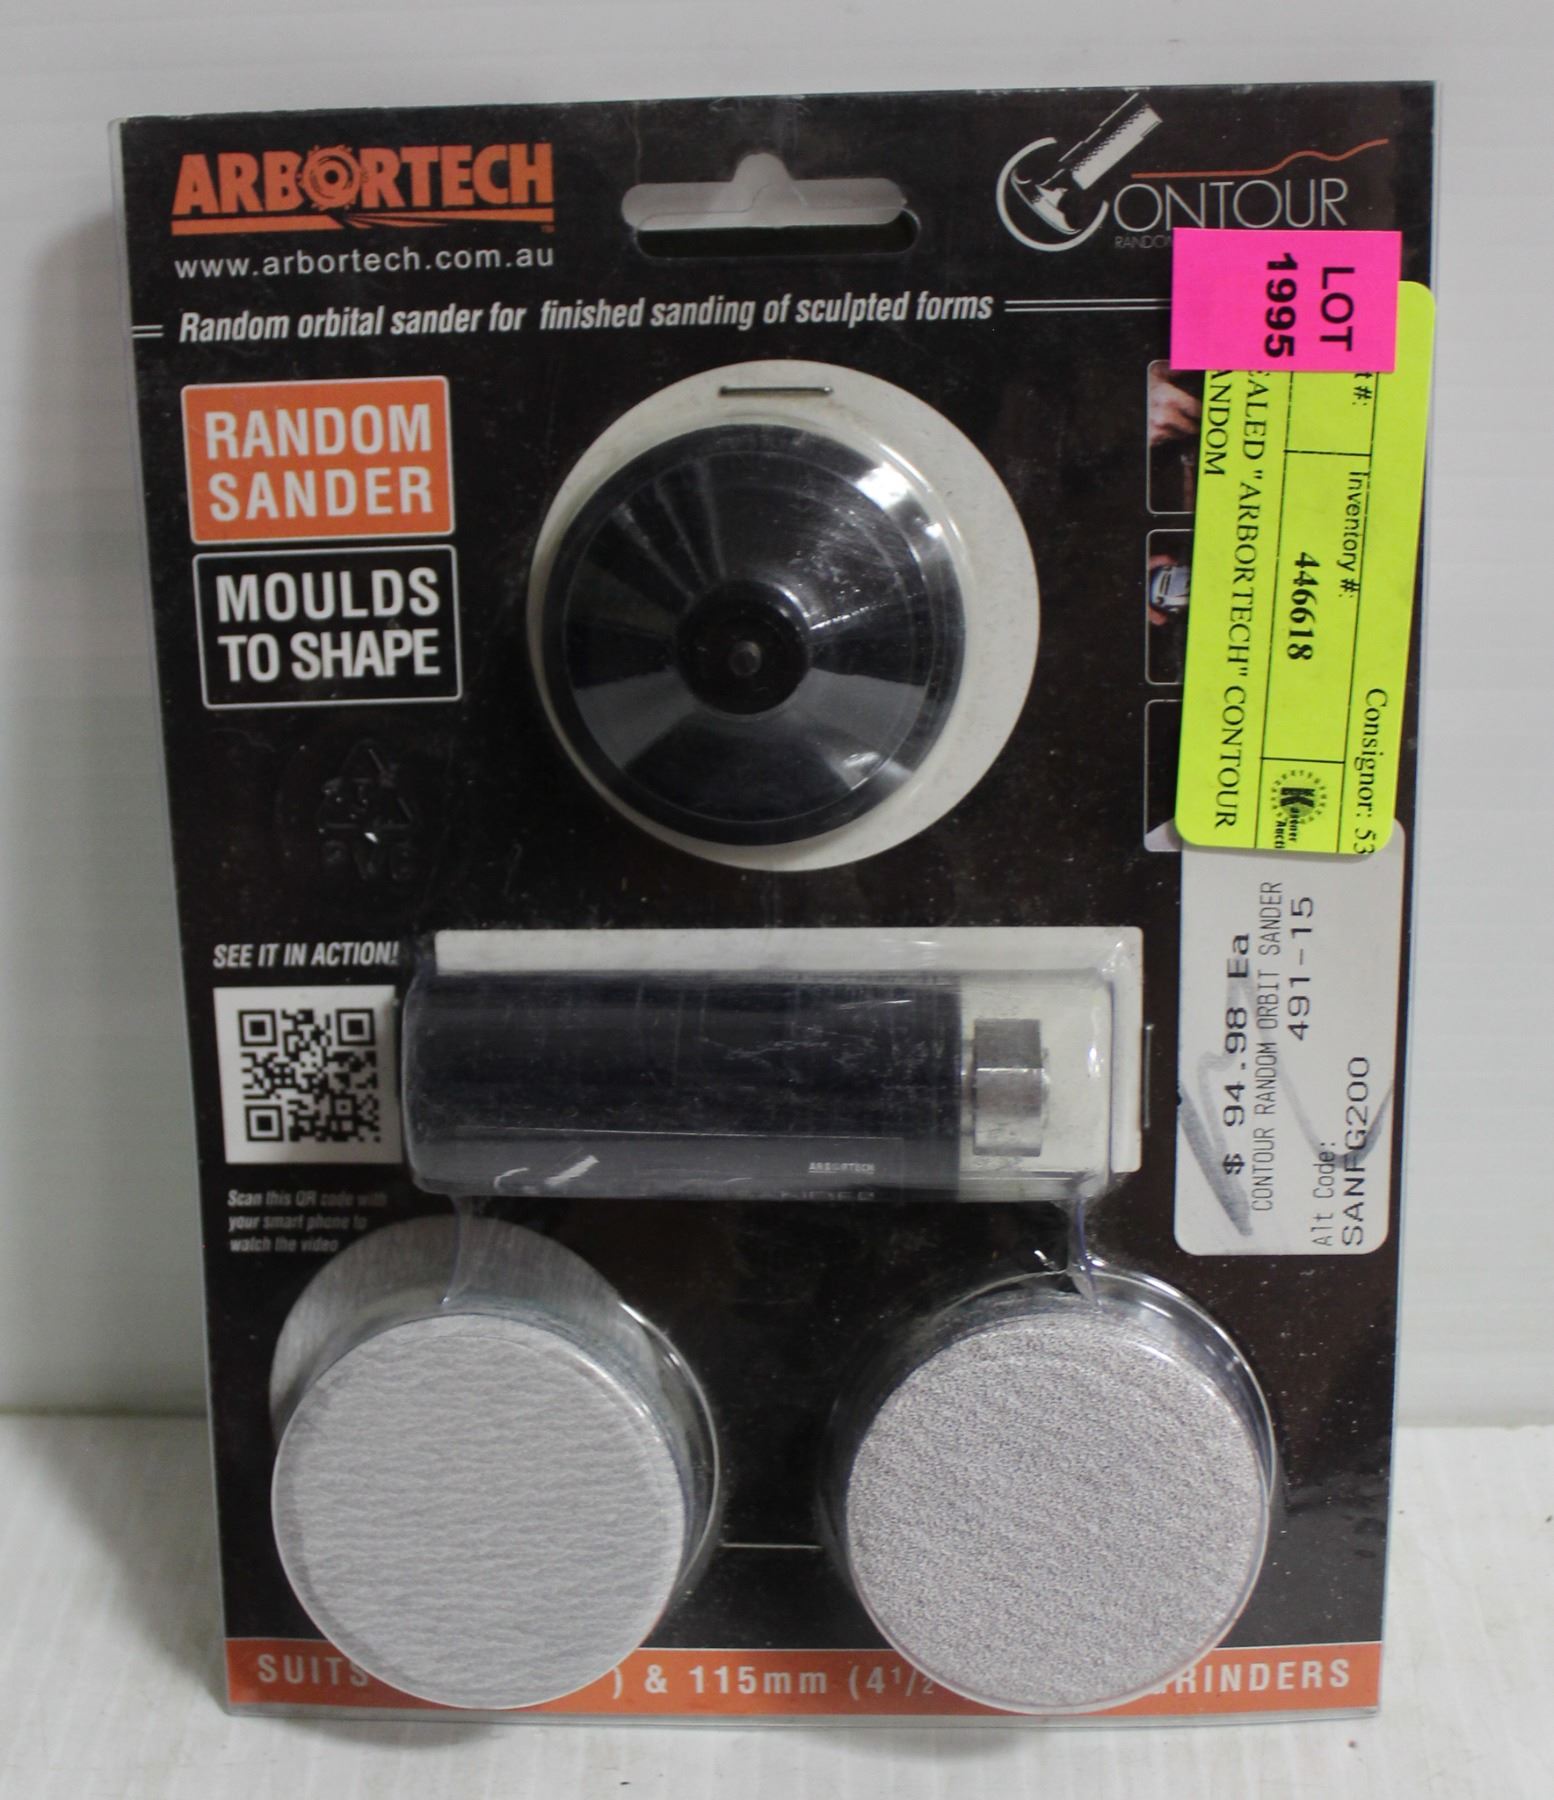 ARBORTECH
www.arbortech.com.au
CONTOUR
RANDOM
Random orbital sander for finished sanding of sculpted forms
RANDOM
SANDER
MOULDS
TO SHAPE
LOT
1995
Consignor: 53
t #:
Inventory #:
446618
EALED "ARBORTECH" CONTOUR
ANDOM
$ 94.98 Ea
CONTOUR RANDOM ORBIT SANDER
491-15
Alt Code:
SANFG200
SEE IT IN ACTION!
Scan this QR code with
your smart phone to
watch the video
ARBORTECH
SUITS ) & 115mm (4 1/2 GRINDERS